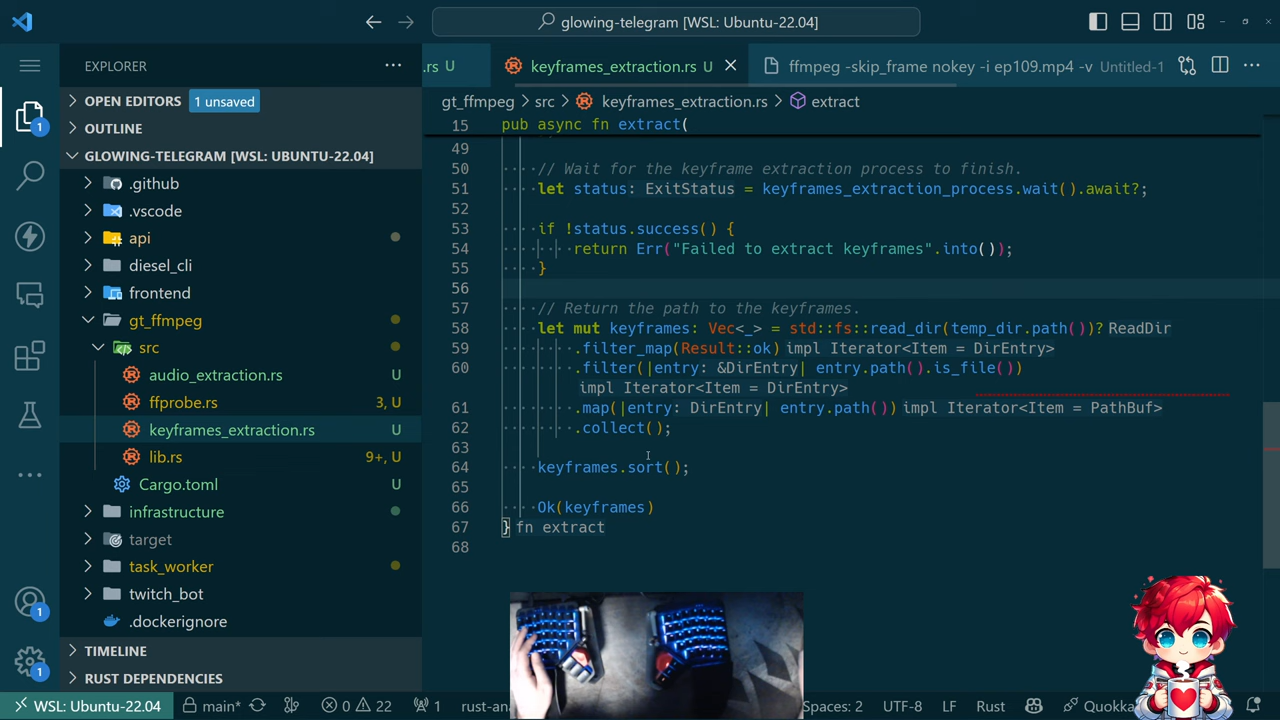 glowing-telegram [WSL: Ubuntu-22.04]
EXPLORER
.rs U
keyframes_extraction.rs U
ffmpeg -skip_frame nokey -i ep109.mp4 -v Untitled-1
OPEN EDITORS 1 unsaved
OUTLINE
GLOWING-TELEGRAM [WSL: UBUNTU-22.04]
.github
.vscode
api
diesel_cli
frontend
gt_ffmpeg
src
audio_extraction.rs U
ffprobe.rs 3, U
keyframes_extraction.rs U
lib.rs 9+, U
Cargo.toml U
infrastructure
target
task_worker
twitch_bot
.dockerignore
TIMELINE
RUST DEPENDENCIES
1
1
1
gt_ffmpeg > src > keyframes_extraction.rs > extract
15 pub async fn extract(
49
50 // Wait for the keyframe extraction process to finish.
51 let status: ExitStatus = keyframes_extraction_process.wait().await?;
52
53 if !status.success() {
54 return Err("Failed to extract keyframes".into());
55 }
56
57 // Return the path to the keyframes.
58 let mut keyframes: Vec<_> = std::fs::read_dir(temp_dir.path())? ReadDir
59 .filter_map(Result::ok) impl Iterator<Item = DirEntry>
60 .filter(|entry: &DirEntry| entry.path().is_file())
impl Iterator<Item = DirEntry>
61 .map(|entry: DirEntry| entry.path()) impl Iterator<Item = PathBuf>
62 .collect();
63
64 keyframes.sort();
65
66 Ok(keyframes)
67 } fn extract
68
WSL: Ubuntu-22.04 main* 0 22 1 rust-an Spaces: 2 UTF-8 LF Rust Quokka